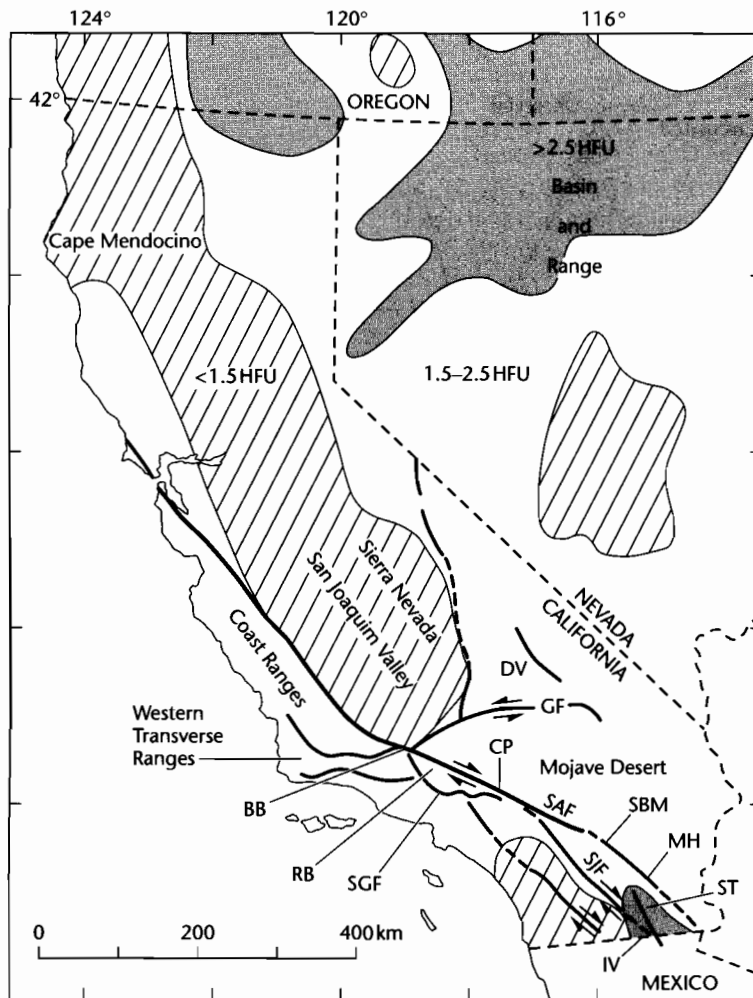 124°
120°
116°
42°
OREGON
>2.5 HFU
Basin
and
Range
Cape Mendocino
<1.5 HFU
1.5–2.5 HFU
Sierra Nevada
San Joaquim Valley
NEVADA
CALIFORNIA
Coast Ranges
DV
GF
Western
Transverse
Ranges
CP
Mojave Desert
BB
SAF
SBM
RB
SGF
SJF
MH
ST
0 200 400 km
IV
MEXICO